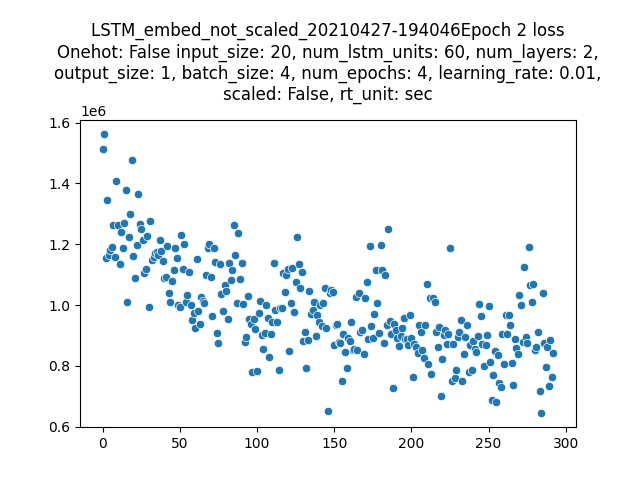 LSTM_embed_not_scaled_20210427-194046Epoch 2 loss
Onehot: False input_size: 20, num_lstm_units: 60, num_layers: 2,
output_size: 1, batch_size: 4, num_epochs: 4, learning_rate: 0.01,
scaled: False, rt_unit: sec
1e6
1.6
1.4
1.2
1.0
0.8
0.6
0 50 100 150 200 250 300